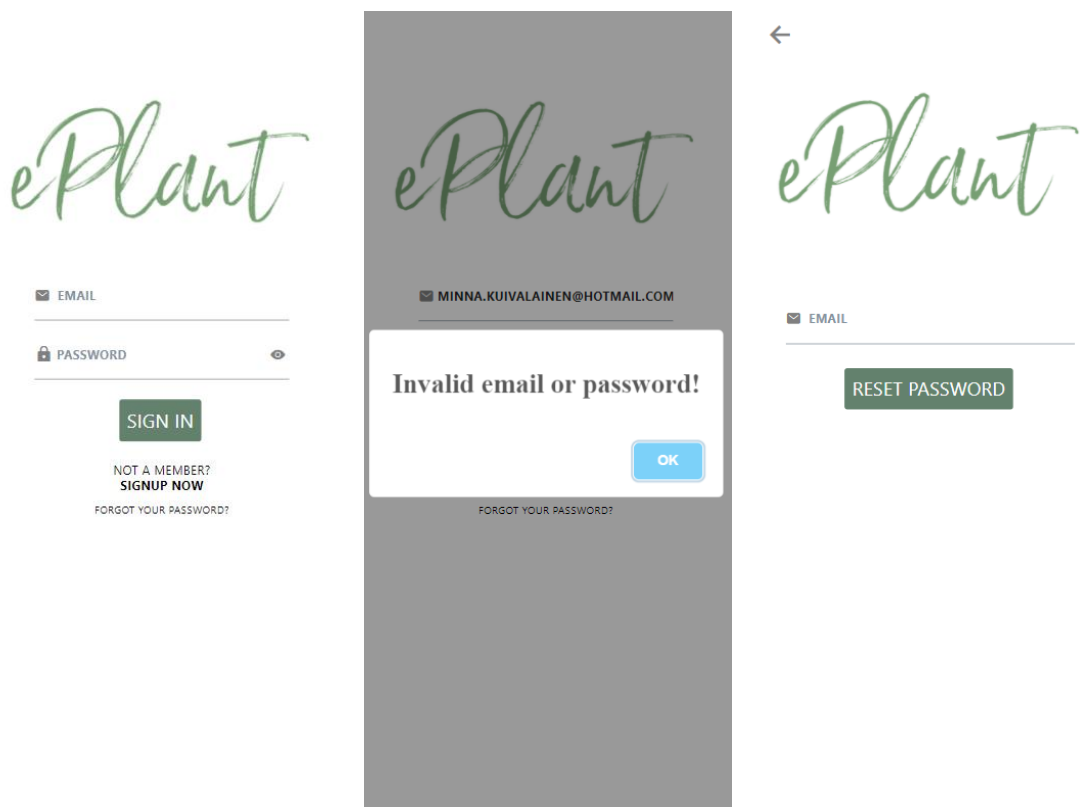 ePlant
EMAIL
PASSWORD
SIGN IN
NOT A MEMBER?
SIGNUP NOW
FORGOT YOUR PASSWORD?
ePlant
MINNA.KUIVALAINEN@HOTMAIL.COM
Invalid email or password!
OK
FORGOT YOUR PASSWORD?
ePlant
EMAIL
RESET PASSWORD